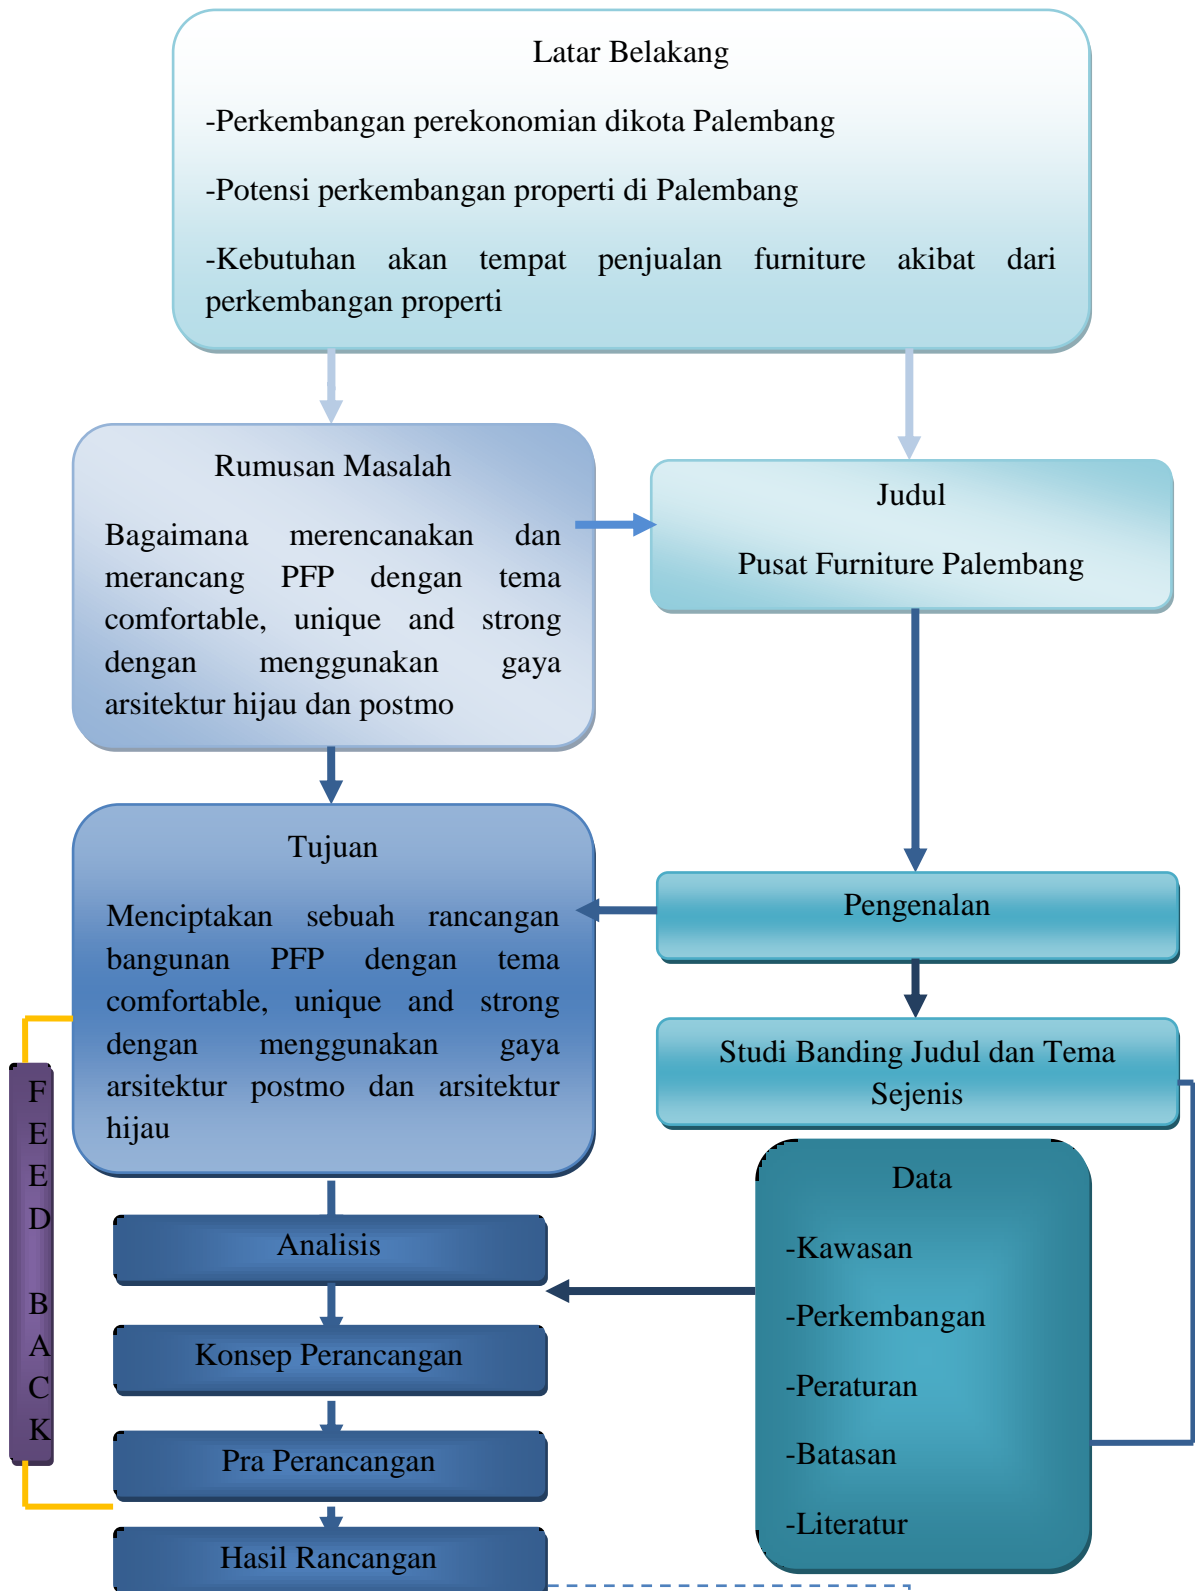 Latar Belakang
-Perkembangan perekonomian dikota Palembang
-Potensi perkembangan properti di Palembang
-Kebutuhan akan tempat penjualan furniture akibat dari
perkembangan properti
Rumusan Masalah
Bagaimana merencanakan dan
merancang PFP dengan tema
comfortable, unique and strong
dengan menggunakan gaya
arsitektur hijau dan postmo
Judul
Pusat Furniture Palembang
Tujuan
Menciptakan sebuah rancangan
bangunan PFP dengan tema
comfortable, unique and strong
dengan menggunakan gaya
arsitektur postmo dan arsitektur
hijau
Pengenalan
Studi Banding Judul dan Tema
Sejenis
F
E
E
D
B
A
C
K
Analisis
Konsep Perancangan
Pra Perancangan
Hasil Rancangan
Data
-Kawasan
-Perkembangan
-Peraturan
-Batasan
-Literatur